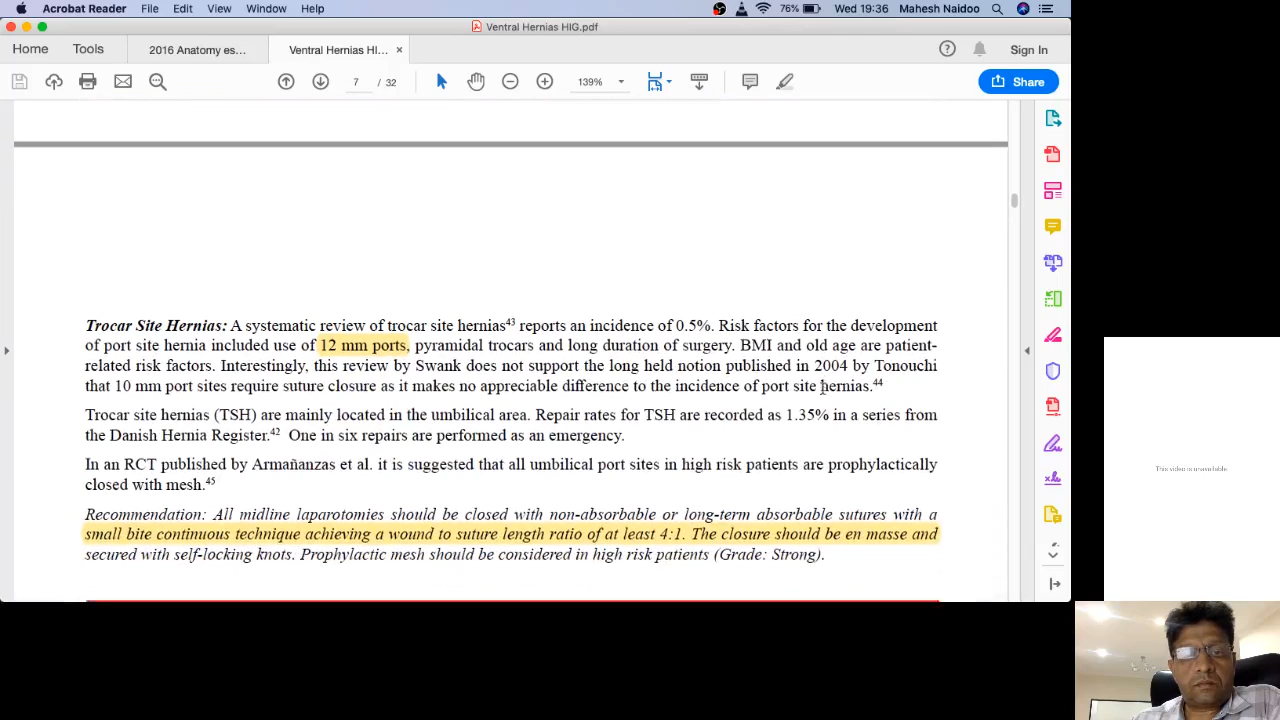 Acrobat Reader File Edit View Window Help 76% Wed 19:36 Mahesh Naidoo
Ventral Hernias HIG.pdf
Home Tools 2016 Anatomy es... Ventral Hernias HI... × Sign In
7 / 32 139% Share
Trocar Site Hernias: A systematic review of trocar site hernias43 reports an incidence of 0.5%. Risk factors for the development
of port site hernia included use of 12 mm ports, pyramidal trocars and long duration of surgery. BMI and old age are patient-
related risk factors. Interestingly, this review by Swank does not support the long held notion published in 2004 by Tonouchi
that 10 mm port sites require suture closure as it makes no appreciable difference to the incidence of port site hernias.44
Trocar site hernias (TSH) are mainly located in the umbilical area. Repair rates for TSH are recorded as 1.35% in a series from
the Danish Hernia Register.42 One in six repairs are performed as an emergency.
In an RCT published by Armañanzas et al. it is suggested that all umbilical port sites in high risk patients are prophylactically
closed with mesh.45
Recommendation: All midline laparotomies should be closed with non-absorbable or long-term absorbable sutures with a
small bite continuous technique achieving a wound to suture length ratio of at least 4:1. The closure should be en masse and
secured with self-locking knots. Prophylactic mesh should be considered in high risk patients (Grade: Strong).
This video is unavailable.